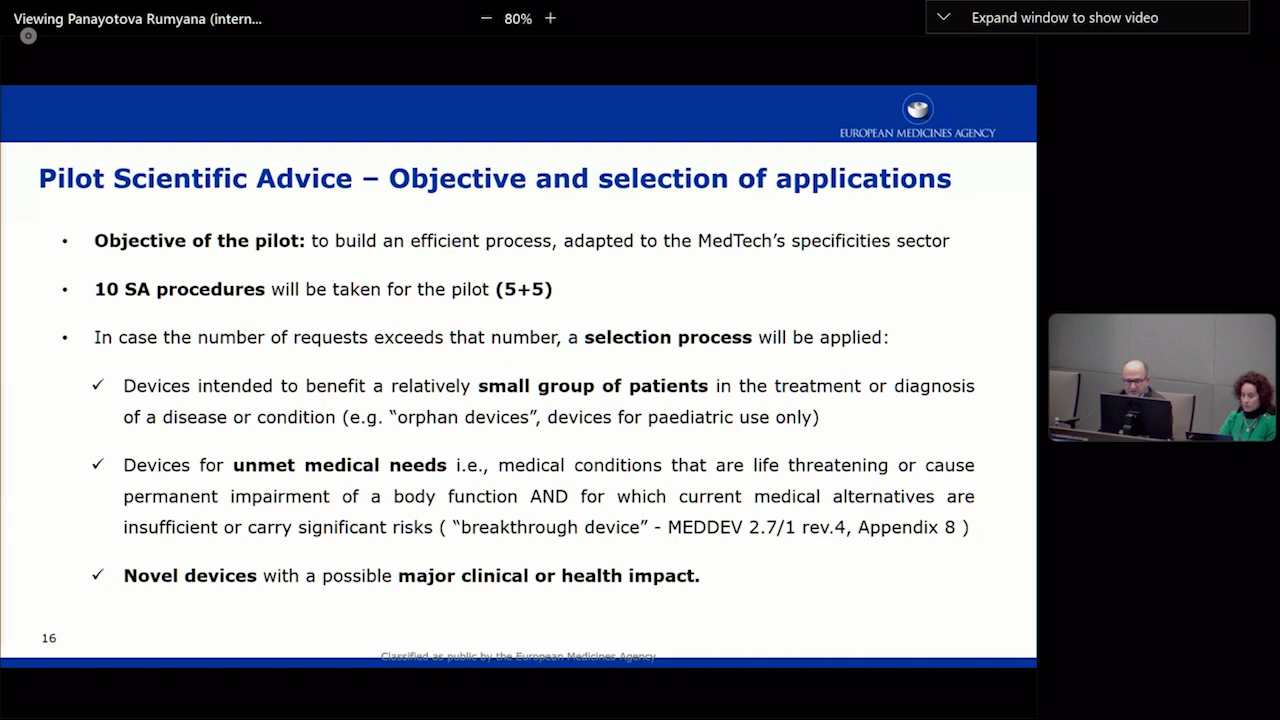 Viewing Panayotova Rumyana (intern...
80%
Expand window to show video
EUROPEAN MEDICINES AGENCY
Pilot Scientific Advice – Objective and selection of applications
• Objective of the pilot: to build an efficient process, adapted to the MedTech's specificities sector
• 10 SA procedures will be taken for the pilot (5+5)
• In case the number of requests exceeds that number, a selection process will be applied:
✓ Devices intended to benefit a relatively small group of patients in the treatment or diagnosis
of a disease or condition (e.g. “orphan devices”, devices for paediatric use only)
✓ Devices for unmet medical needs i.e., medical conditions that are life threatening or cause
permanent impairment of a body function AND for which current medical alternatives are
insufficient or carry significant risks ( “breakthrough device” - MEDDEV 2.7/1 rev.4, Appendix 8 )
✓ Novel devices with a possible major clinical or health impact.
16
Classified as public by the European Medicines Agency